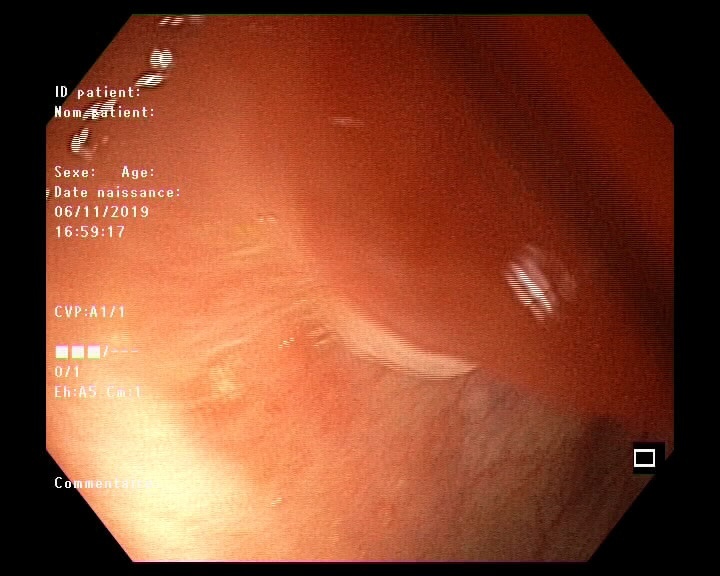 ID patient:
Nom patient:
Sexe: Age:
Date naissance:
06/11/2019
16:59:17
CVP:A1/1
/---
0/1
Eh:A5 Cm:1